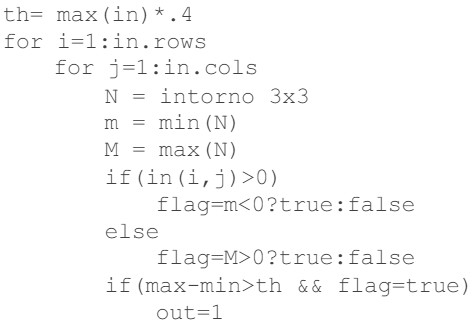 th= max(in)*.4
for i=1:in.rows
for j=1:in.cols
N = intorno 3x3
m = min(N)
M = max(N)
if(in(i,j)>0)
flag=m<0?true:false
else
flag=M>0?true:false
if(max-min>th && flag=true)
out=1